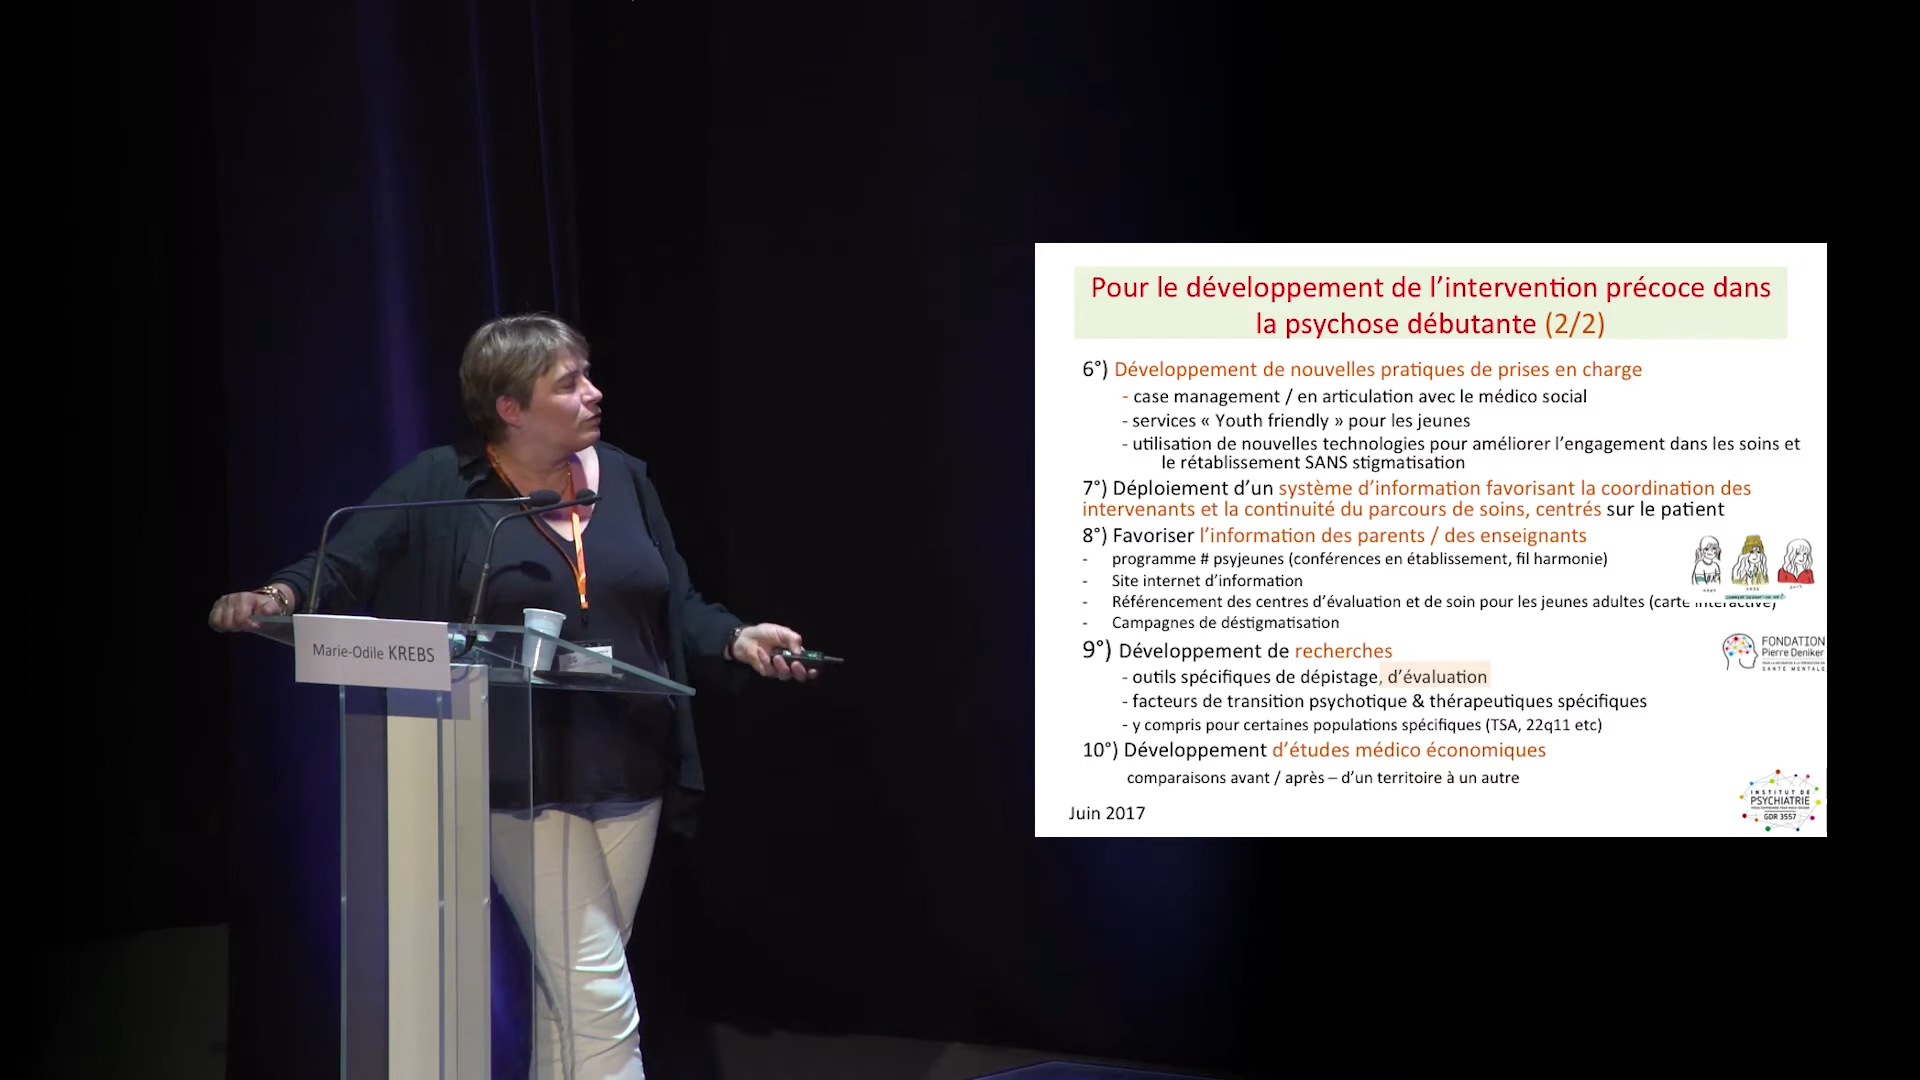 Marie-Odile KREBS
Pour le développement de l’intervention précoce dans
la psychose débutante (2/2)
6°) Développement de nouvelles pratiques de prises en charge
- case management / en articulation avec le médico social
- services « Youth friendly » pour les jeunes
- utilisation de nouvelles technologies pour améliorer l’engagement dans les soins et
le rétablissement SANS stigmatisation
7°) Déploiement d’un système d’information favorisant la coordination des
intervenants et la continuité du parcours de soins, centrés sur le patient
8°) Favoriser l’information des parents / des enseignants
- programme # psyjeunes (conférences en établissement, fil harmonie)
- Site internet d’information
- Référencement des centres d’évaluation et de soin pour les jeunes adultes (carte interactive)
- Campagnes de déstigmatisation
9°) Développement de recherches
- outils spécifiques de dépistage, d’évaluation
- facteurs de transition psychotique & thérapeutiques spécifiques
- y compris pour certaines populations spécifiques (TSA, 22q11 etc)
10°) Développement d’études médico économiques
comparaisons avant / après – d’un territoire à un autre
Juin 2017
FONDATION
Pierre Deniker
SANTÉ MENTALE
INSTITUT DE
PSYCHIATRIE
GDR 3557